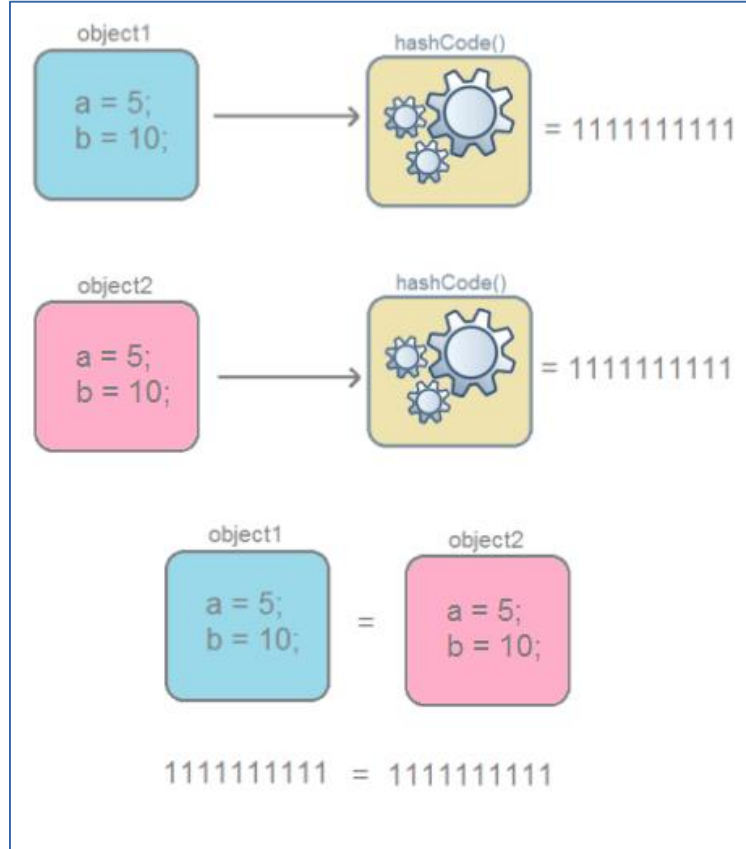 object1
hashCode()
a = 5;
b = 10;
= 1111111111
object2
hashCode()
a = 5;
b = 10;
= 1111111111
object1
object2
a = 5;
b = 10;
=
a = 5;
b = 10;
1111111111 = 1111111111